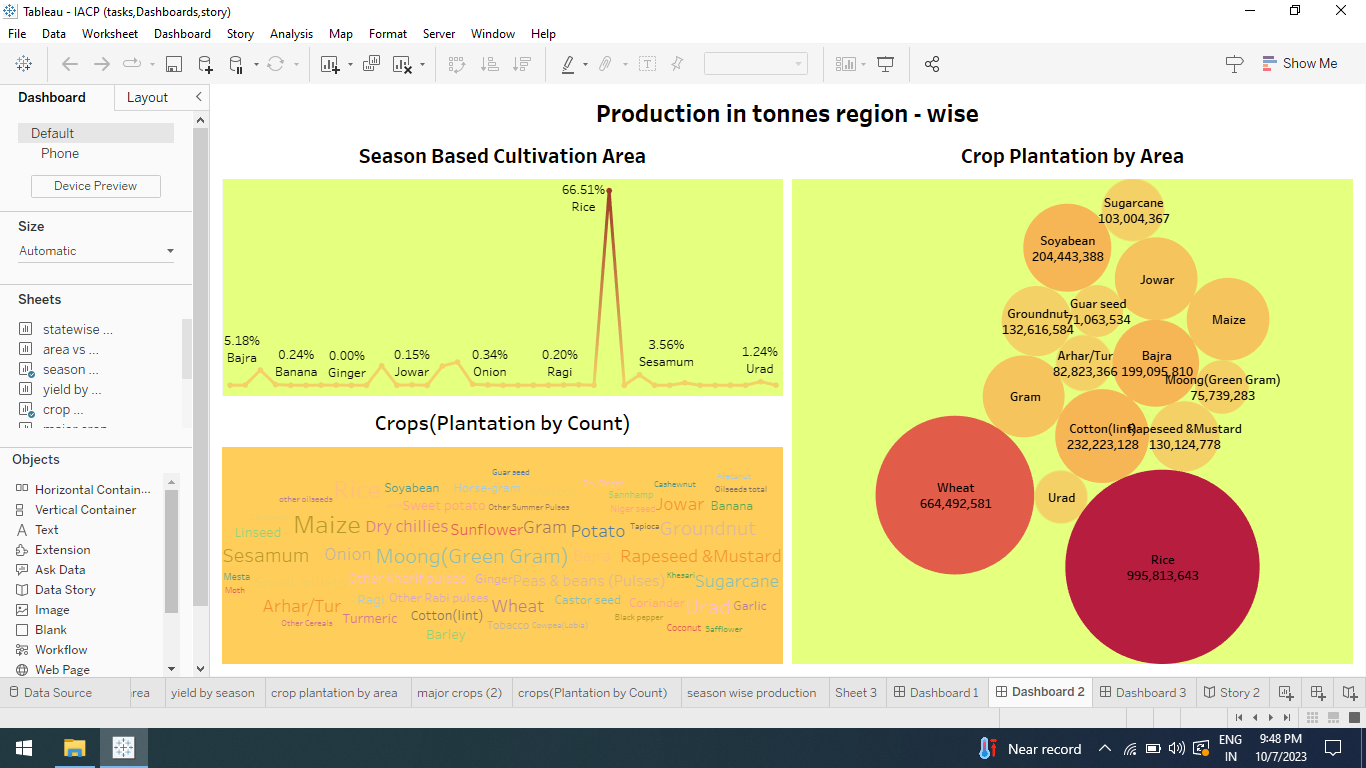 Tableau - IACP (tasks,Dashboards,story)
File Data Worksheet Dashboard Story Analysis Map Format Server Window Help
Show Me
Dashboard Layout
Default
Phone
Device Preview
Size
Automatic
Sheets
statewise ...
area vs ...
season ...
yield by ...
crop ...
Objects
Horizontal Contain...
Vertical Container
Text
Extension
Ask Data
Data Story
Image
Blank
Workflow
Web Page
Production in tonnes region - wise
Season Based Cultivation Area
66.51%
Rice
5.18%
Bajra
0.24%
Banana
0.00%
Ginger
0.15%
Jowar
0.34%
Onion
0.20%
Ragi
3.56%
Sesamum
1.24%
Urad
Crops(Plantation by Count)
Guar seed
other oilseeds
Rice
Soyabean
Horse-gram
Cashewnut
Sannhamp
Oilseeds total
Sweet potato
Other Summer Pulses
Niger seed
Jowar
Banana
Linseed
Maize
Dry chillies
Sunflower
Gram
Potato
Tapioca
Groundnut
Sesamum
Onion
Moong(Green Gram)
Rapeseed &Mustard
Mesta
Moth
Other Kharif pulses
Ginger
Peas & beans (Pulses)
Khesari
Sugarcane
Arhar/Tur
Ragi
Other Rabi pulses
Wheat
Castor seed
Coriander
Urad
Garlic
Other Cereals
Turmeric
Cotton(lint)
Tobacco
Cowpea(Lobia)
Black pepper
Coconut
Safflower
Barley
Crop Plantation by Area
Sugarcane
103,004,367
Soyabean
204,443,388
Jowar
Guar seed
71,063,534
Groundnut
132,616,584
Maize
Arhar/Tur
82,823,366
Bajra
199,095,810
Moong(Green Gram)
75,739,283
Gram
Cotton(lint)
232,223,128
Rapeseed &Mustard
130,124,778
Wheat
664,492,581
Urad
Rice
995,813,643
Data Source rea yield by season crop plantation by area major crops (2) crops(Plantation by Count) season wise production Sheet 3 Dashboard 1 Dashboard 2 Dashboard 3 Story 2
Near record
ENG
IN
9:48 PM
10/7/2023